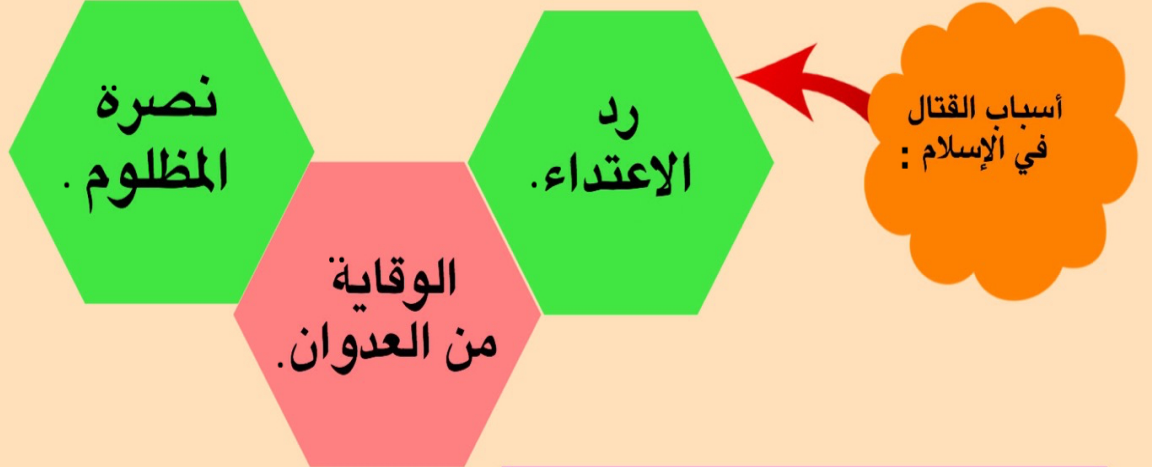 أسباب القتال
في الإسلام :
رد
الاعتداء.
الوقاية
من العدوان.
نصرة
المظلوم .